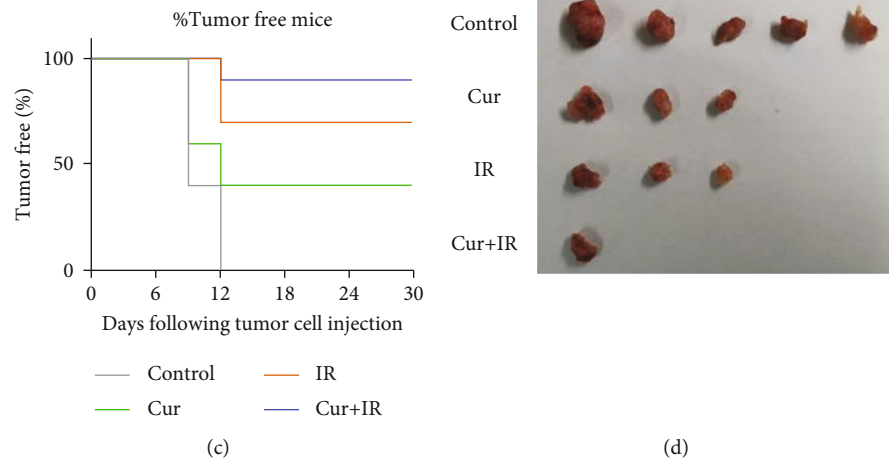 %Tumor free mice
100
50
0
Tumor free (%)
0 6 12 18 24 30
Days following tumor cell injection
Control IR
Cur Cur+IR
(c)
Control
Cur
IR
Cur+IR
(d)